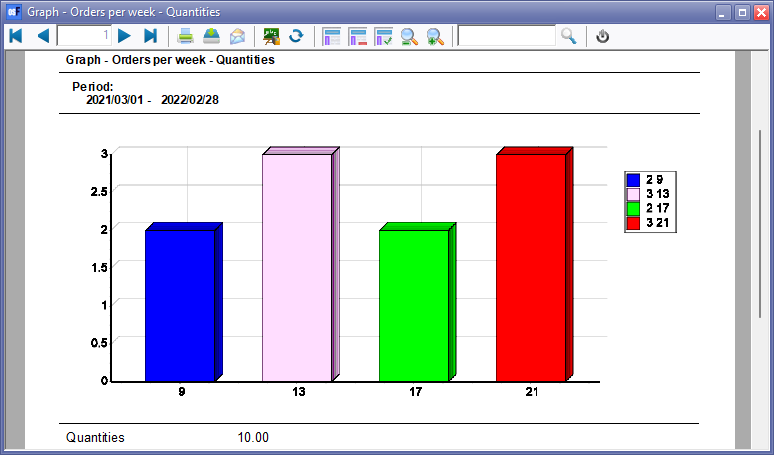 Graph - Orders per week - Quantities
1
Graph - Orders per week - Quantities
Period:
2021/03/01 - 2022/02/28
3
2.5
2
1.5
1
0.5
0
9 13 17 21
2 9
3 13
2 17
3 21
Quantities 10.00